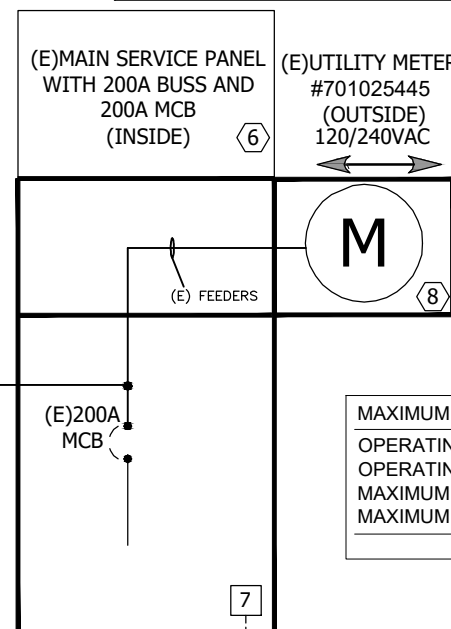 (E)MAIN SERVICE PANEL
WITH 200A BUSS AND
200A MCB
(INSIDE)
6
(E)UTILITY METER
#701025445
(OUTSIDE)
120/240VAC
M
8
(E) FEEDERS
(E)200A
MCB
7
MAXIMUM
OPERATIN
OPERATIN
MAXIMUM
MAXIMUM